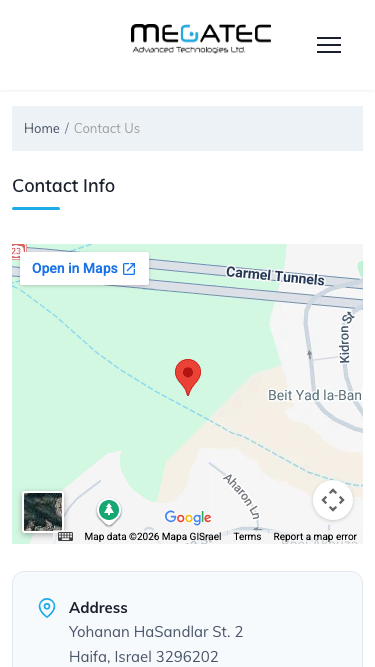 MEGATEC
Advanced Technologies Ltd.
Home / Contact Us
Contact Info
23
Open in Maps
Carmel Tunnels
Kidron St
Beit Yad la-Ban
Aharon Ln
Google
Map data ©2026 Mapa GISrael Terms Report a map error
Address
Yohanan HaSandlar St. 2
Haifa, Israel 3296202